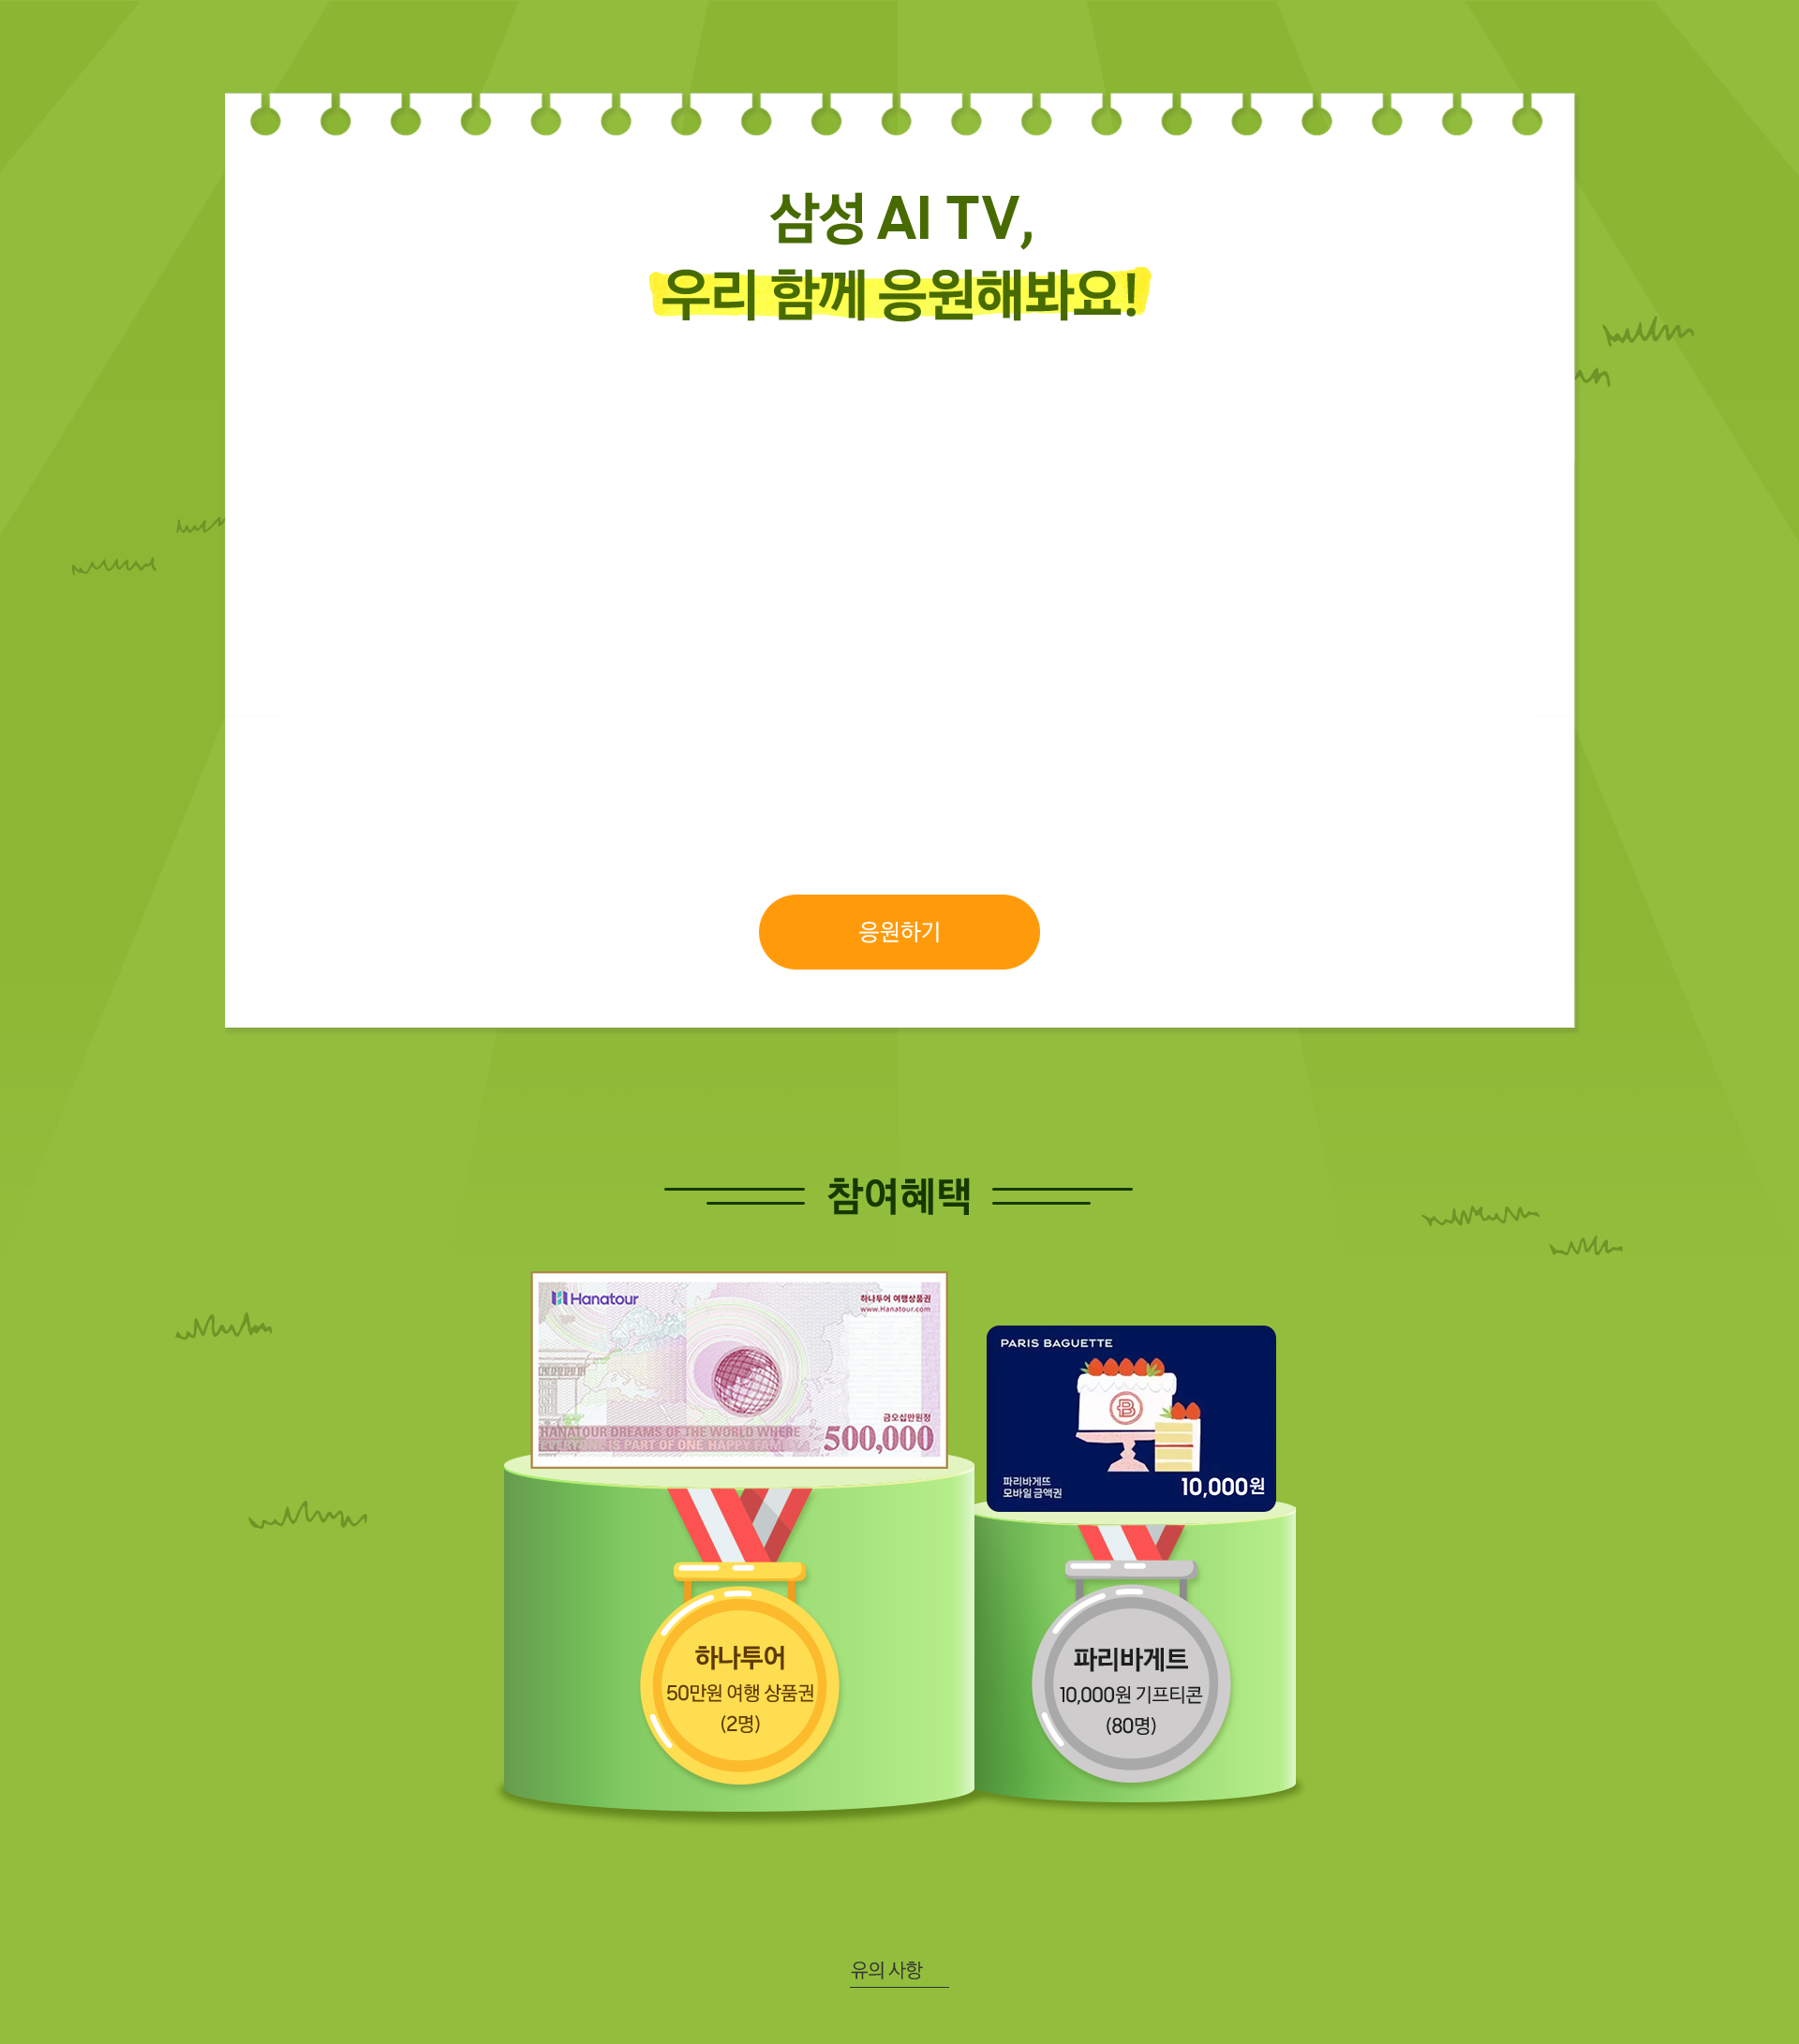 삼성 AI TV,
우리 함께 응원해봐요!
응원하기
참여혜택
Hanatour
하나투어 여행상품권
www.Hanatour.com
금오십만원정
HANATOUR DREAMS OF THE WORLD WHERE
EVERYONE IS PART OF ONE HAPPY FAMILY
500,000
PARIS BAGUETTE
파리바게뜨
모바일 금액권
10,000원
하나투어
50만원 여행 상품권
(2명)
파리바게트
10,000원 기프티콘
(80명)
유의 사항